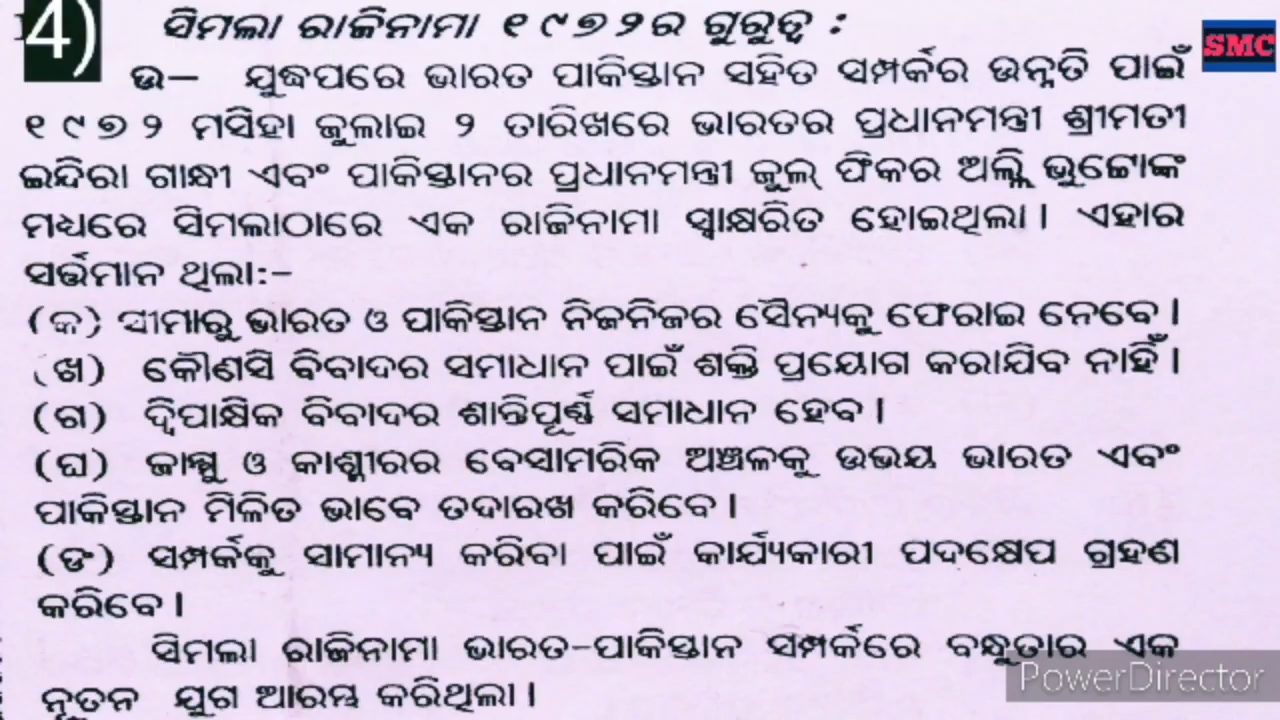 4) ସିମଲା ରାଜିନାମା ୧୯୭୨ର ଗୁରୁତ୍ଵ :
SMC
ଉ— ଯୁଦ୍ଧପରେ ଭାରତ ପାକିସ୍ତାନ ସହିତ ସମ୍ପର୍କର ଉନ୍ନତି ପାଇଁ
୧୯୭୨ ମସିହା ଜୁଲାଇ ୨ ତାରିଖରେ ଭାରତର ପ୍ରଧାନମନ୍ତ୍ରୀ ଶ୍ରୀମତୀ
ଇନ୍ଦିରା ଗାନ୍ଧୀ ଏବଂ ପାକିସ୍ତାନର ପ୍ରଧାନମନ୍ତ୍ରୀ ଜୁଲ୍ ଫିକର ଅଲ୍ଲି ଭୁଟ୍ଟୋଙ୍କ
ମଧ୍ୟରେ ସିମଲାଠାରେ ଏକ ରାଜିନାମା ସ୍ୱାକ୍ଷରିତ ହୋଇଥିଲା। ଏହାର
ସର୍ତ୍ତମାନ ଥିଲା:-
(କ) ସୀମାରୁ ଭାରତ ଓ ପାକିସ୍ତାନ ନିଜନିଜର ସୈନ୍ୟକୁ ଫେରାଇ ନେବେ।
(ଖ) କୌଣସି ବିବାଦର ସମାଧାନ ପାଇଁ ଶକ୍ତି ପ୍ରୟୋଗ କରାଯିବ ନାହିଁ।
(ଗ) ଦ୍ୱିପାକ୍ଷିକ ବିବାଦର ଶାନ୍ତିପୂର୍ଣ୍ଣ ସମାଧାନ ହେବ।
(ଘ) ଜାମ୍ମୁ ଓ କାଶ୍ମୀରର ବେସାମରିକ ଅଞ୍ଚଳକୁ ଉଭୟ ଭାରତ ଏବଂ
ପାକିସ୍ତାନ ମିଳିତ ଭାବେ ତଦାରଖ କରିବେ।
(ଙ) ସମ୍ପର୍କକୁ ସାମାନ୍ୟ କରିବା ପାଇଁ କାର୍ଯ୍ୟକାରୀ ପଦକ୍ଷେପ ଗ୍ରହଣ
କରିବେ।
ସିମଲା ରାଜିନାମା ଭାରତ-ପାକିସ୍ତାନ ସମ୍ପର୍କରେ ବନ୍ଧୁତାର ଏକ
ନୂତନ ଯୁଗ ଆରମ୍ଭ କରିଥିଲା।
PowerDirector